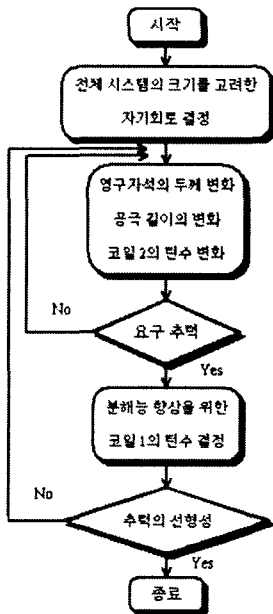 시작
전체 시스템의 크기를 고려한
자기회로 결정
영구자석의 두께 변화
공극 길이의 변화
코일 2의 턴수 변화
No
요구 추력
Yes
분해능 향상을 위한
코일 1의 턴수 결정
No
추력의 선형성
Yes
종료